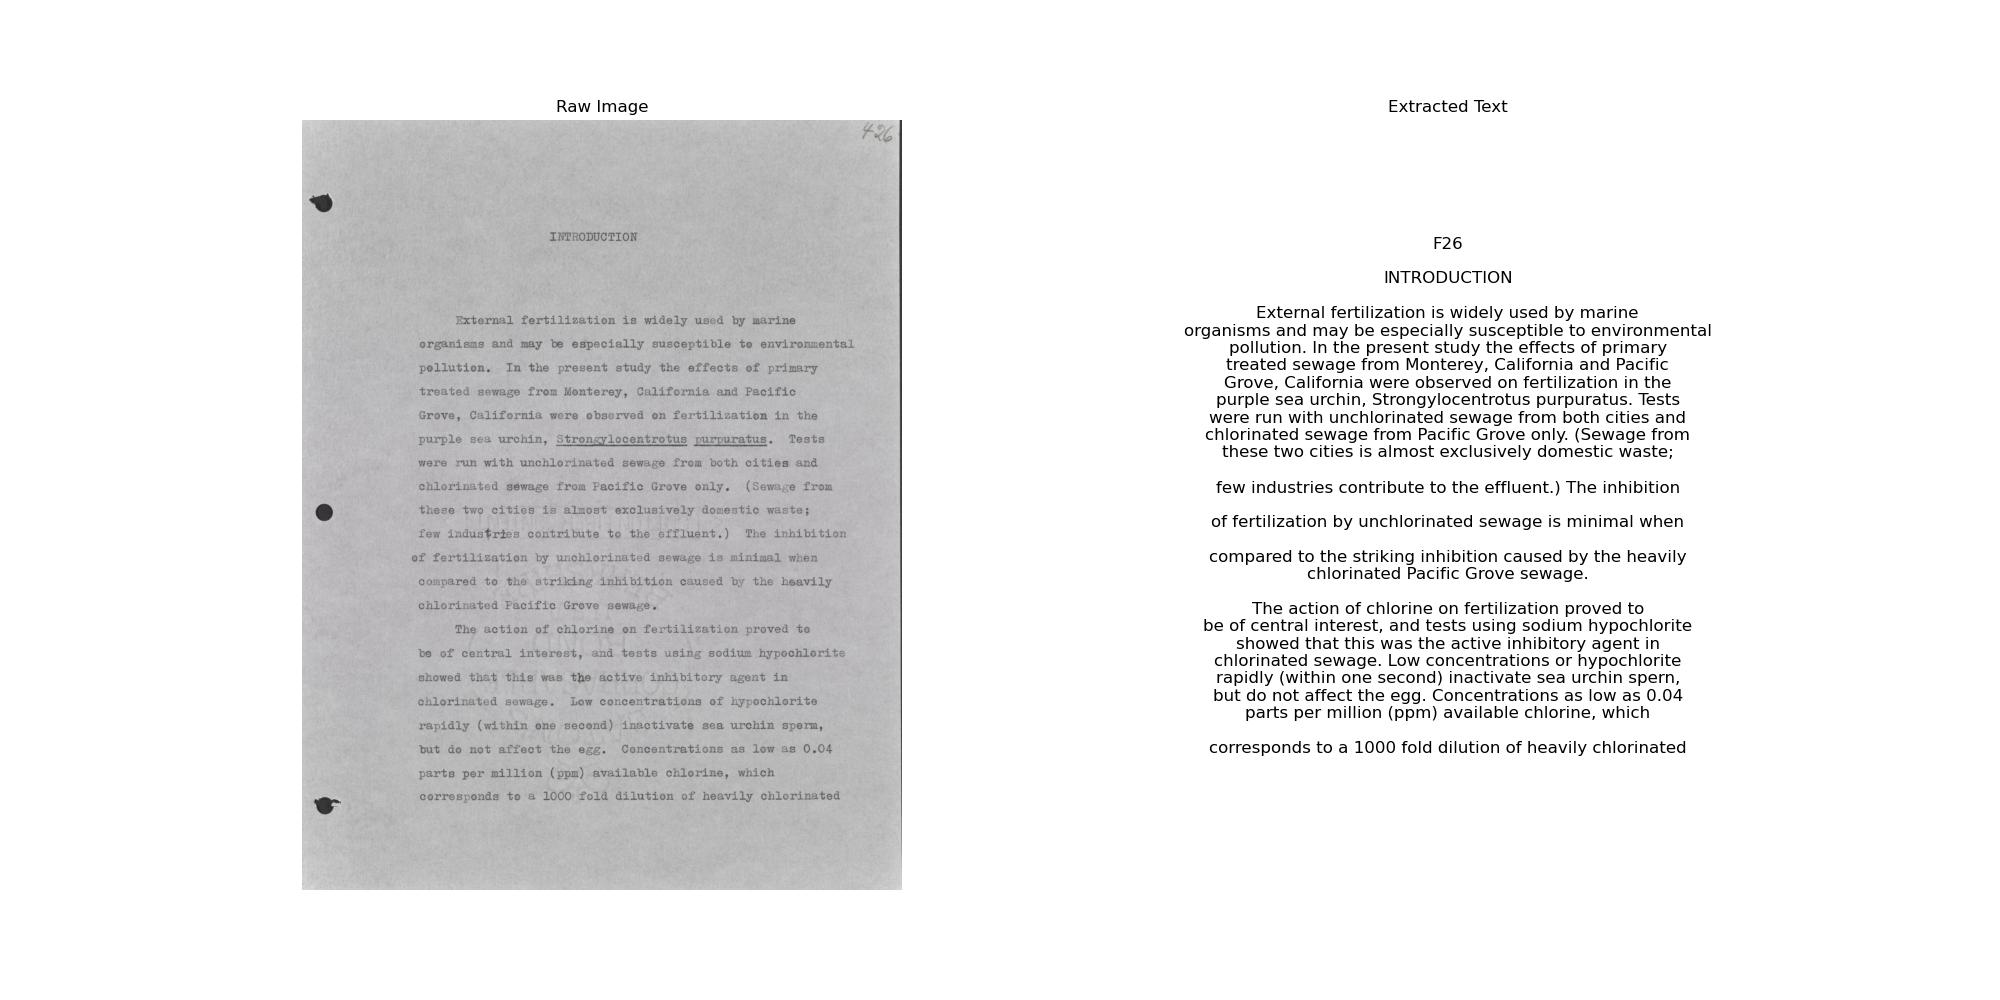 Raw Image
426
INTRODUCTION
External fertilization is widely used by marine
organisms and may be especially susceptible to environmental
pollution. In the present study the effects of primary
treated sewage from Monterey, California and Pacific
Grove, California were observed on fertilization in the
purple sea urchin, Strongylocentrotus purpuratus. Tests
were run with unchlorinated sewage from both cities and
chlorinated sewage from Pacific Grove only. (Sewage from
these two cities is almost exclusively domestic waste;
few industries contribute to the effluent.) The inhibition
of fertilization by unchlorinated sewage is minimal when
compared to the striking inhibition caused by the heavily
chlorinated Pacific Grove sewage.
The action of chlorine on fertilization proved to
be of central interest, and tests using sodium hypochlorite
showed that this was the active inhibitory agent in
chlorinated sewage. Low concentrations of hypochlorite
rapidly (within one second) inactivate sea urchin sperm,
but do not affect the egg. Concentrations as low as 0.04
parts per million (ppm) available chlorine, which
corresponds to a 1000 fold dilution of heavily chlorinated
Extracted Text
F26
INTRODUCTION
External fertilization is widely used by marine
organisms and may be especially susceptible to environmental
pollution. In the present study the effects of primary
treated sewage from Monterey, California and Pacific
Grove, California were observed on fertilization in the
purple sea urchin, Strongylocentrotus purpuratus. Tests
were run with unchlorinated sewage from both cities and
chlorinated sewage from Pacific Grove only. (Sewage from
these two cities is almost exclusively domestic waste;
few industries contribute to the effluent.) The inhibition
of fertilization by unchlorinated sewage is minimal when
compared to the striking inhibition caused by the heavily
chlorinated Pacific Grove sewage.
The action of chlorine on fertilization proved to
be of central interest, and tests using sodium hypochlorite
showed that this was the active inhibitory agent in
chlorinated sewage. Low concentrations or hypochlorite
rapidly (within one second) inactivate sea urchin spern,
but do not affect the egg. Concentrations as low as 0.04
parts per million (ppm) available chlorine, which
corresponds to a 1000 fold dilution of heavily chlorinated